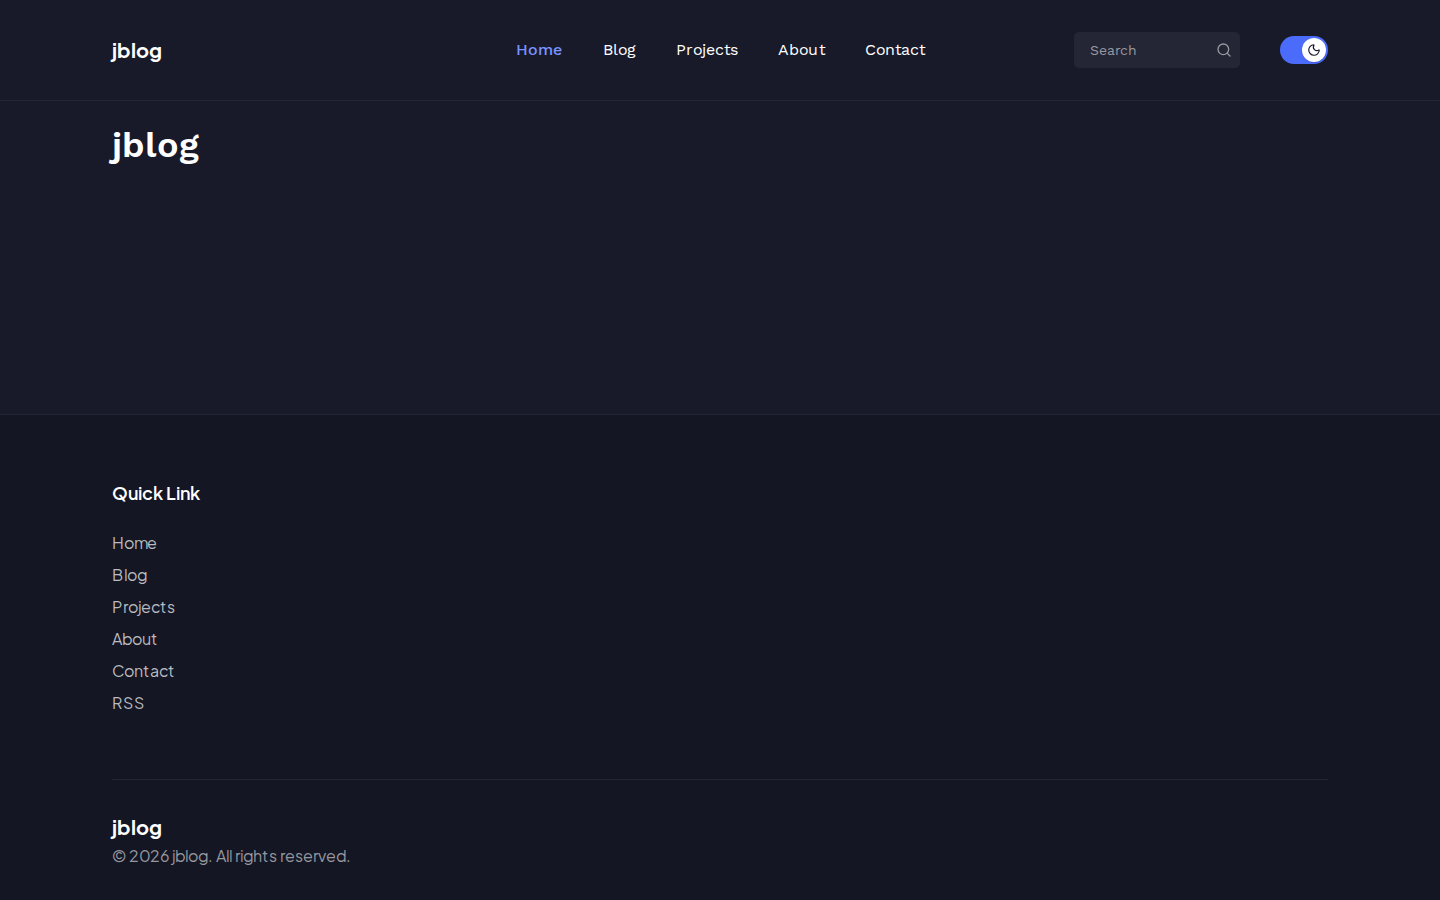 jblog
Home Blog Projects About Contact
Search
jblog
Quick Link
Home
Blog
Projects
About
Contact
RSS
jblog
© 2026 jblog. All rights reserved.